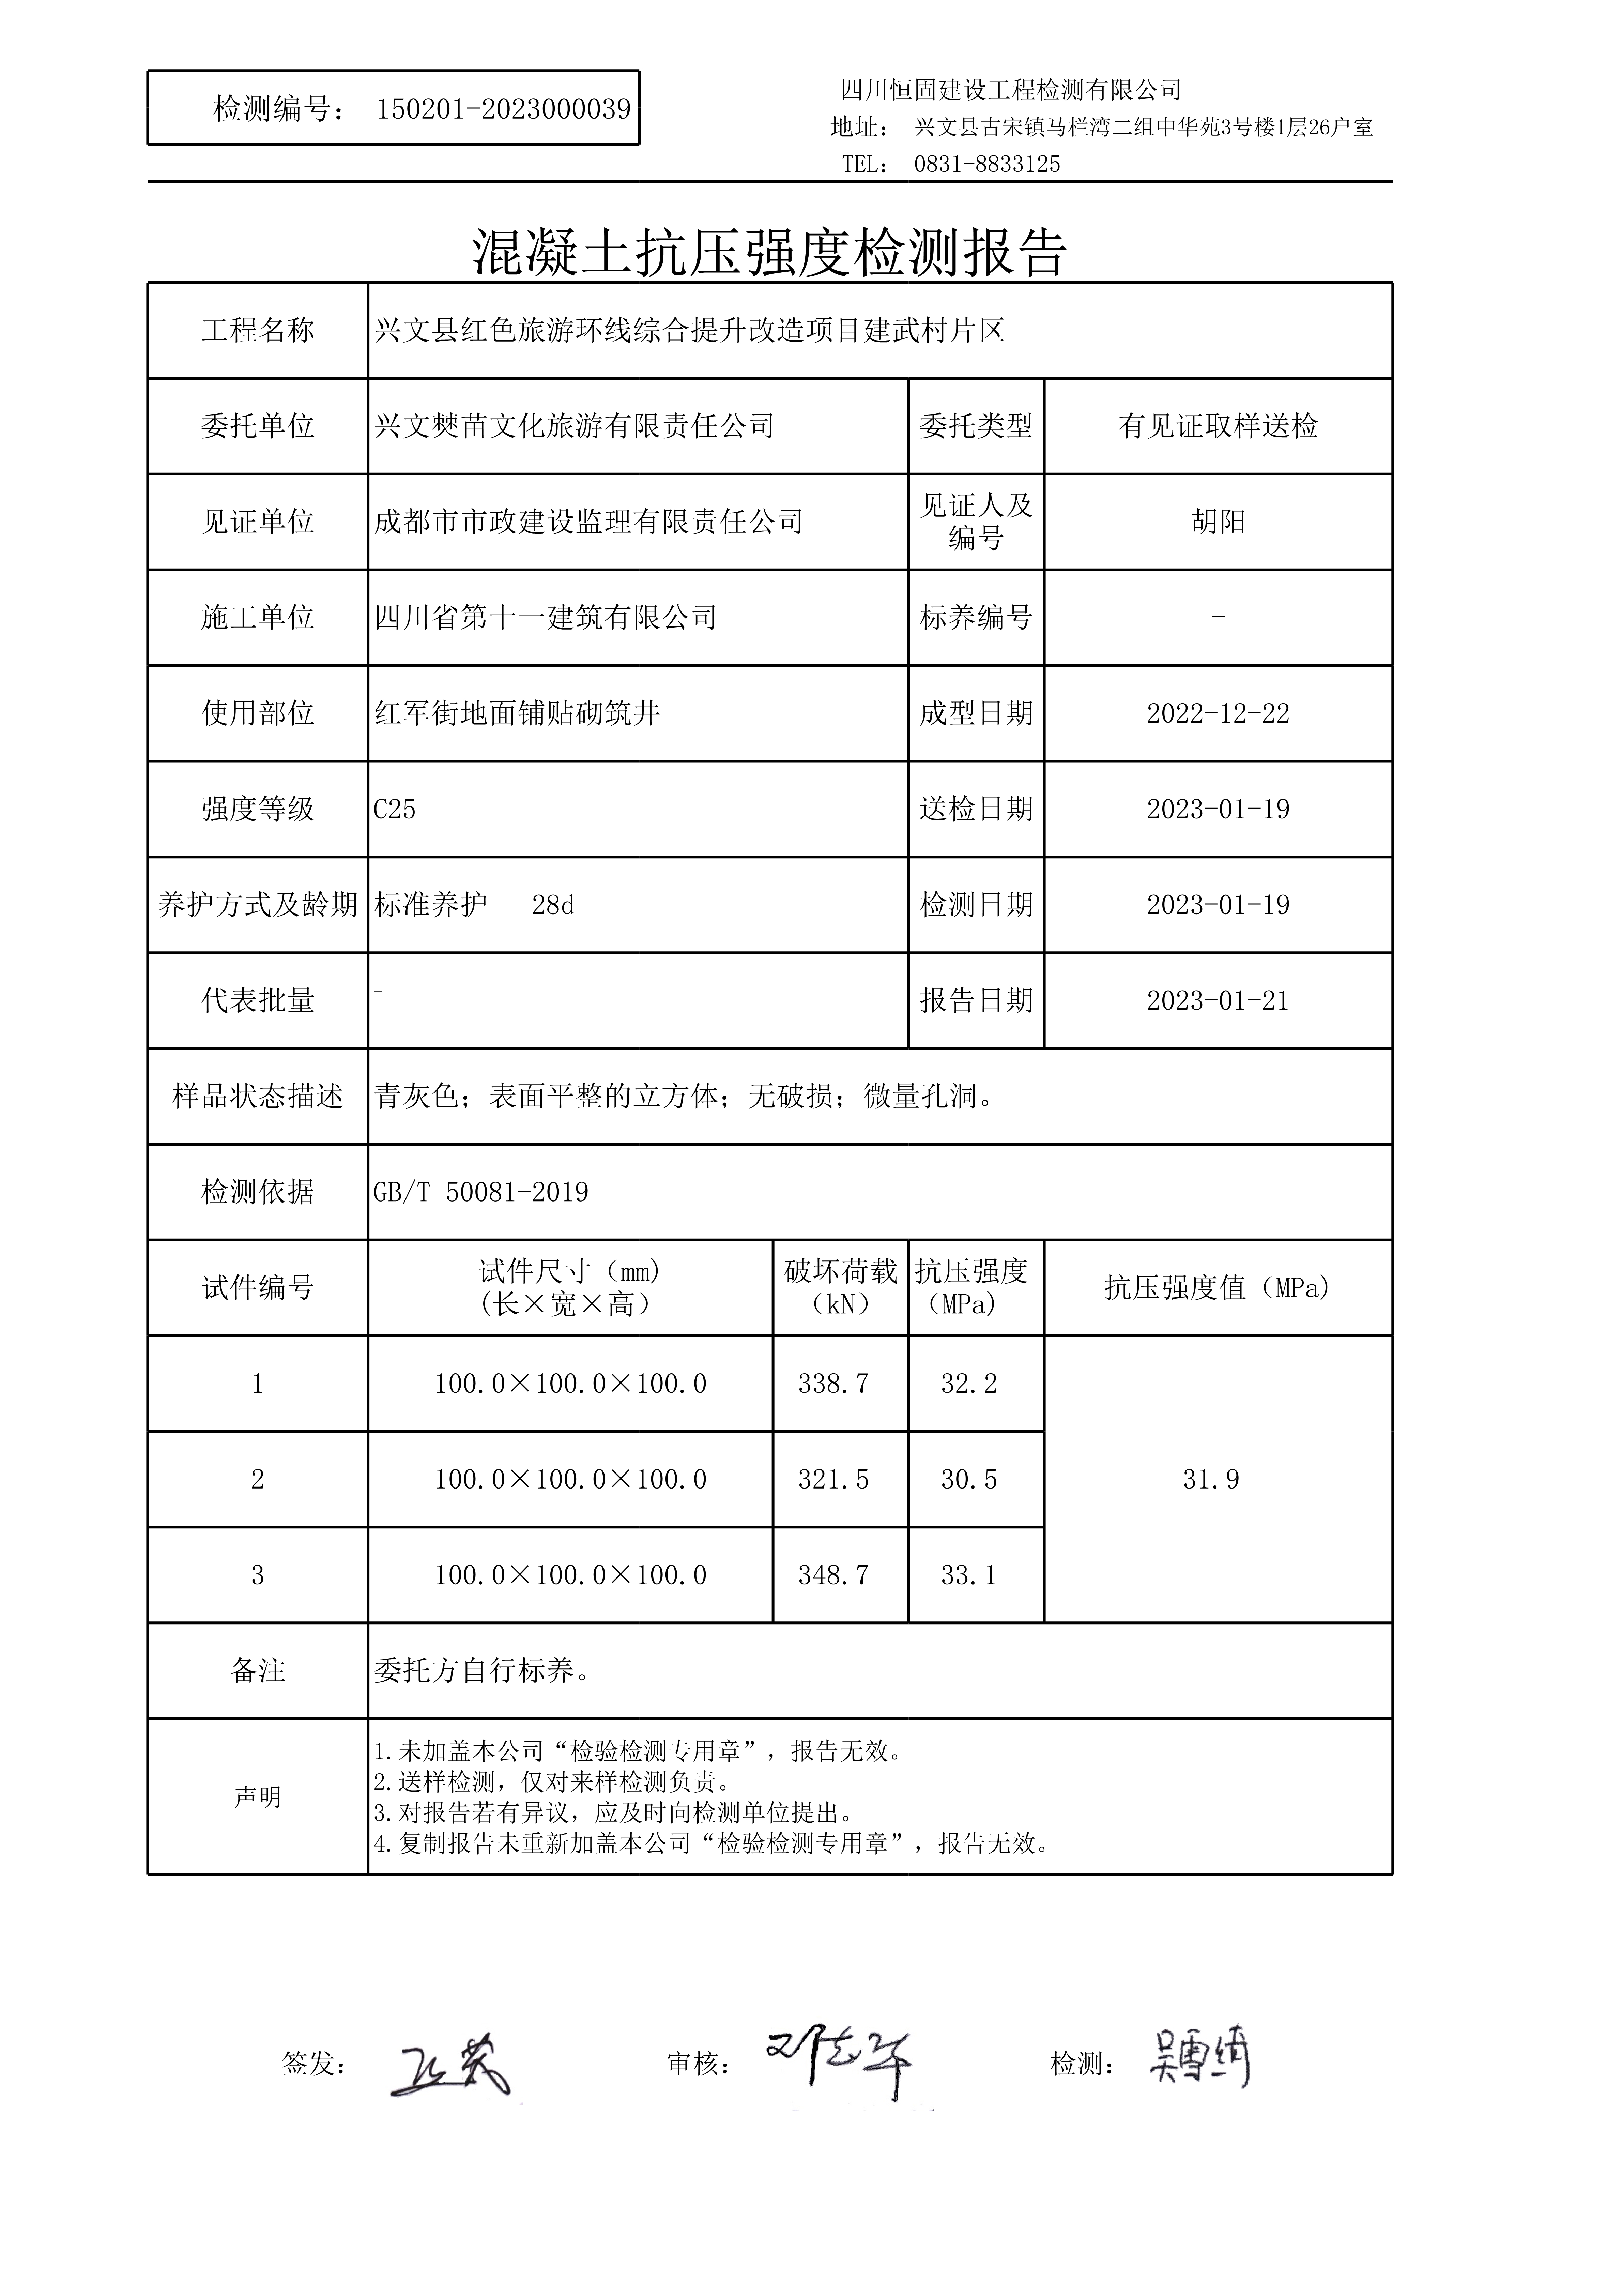 检测编号： 150201-2023000039
四川恒固建设工程检测有限公司
地址： 兴文县古宋镇马栏湾二组中华苑3号楼1层26户室
TEL： 0831-8833125
混凝土抗压强度检测报告
工程名称 兴文县红色旅游环线综合提升改造项目建武村片区
委托单位 兴文僰苗文化旅游有限责任公司 委托类型 有见证取样送检
见证单位 成都市市政建设监理有限责任公司 见证人及编号 胡阳
施工单位 四川省第十一建筑有限公司 标养编号 -
使用部位 红军街地面铺贴砌筑井 成型日期 2022-12-22
强度等级 C25 送检日期 2023-01-19
养护方式及龄期 标准养护 28d 检测日期 2023-01-19
代表批量 - 报告日期 2023-01-21
样品状态描述 青灰色；表面平整的立方体；无破损；微量孔洞。
检测依据 GB/T 50081-2019
试件编号 试件尺寸（mm）(长×宽×高） 破坏荷载（kN） 抗压强度（MPa） 抗压强度值（MPa）
1 100.0×100.0×100.0 338.7 32.2
2 100.0×100.0×100.0 321.5 30.5 31.9
3 100.0×100.0×100.0 348.7 33.1
备注 委托方自行标养。
声明
1.未加盖本公司“检验检测专用章”，报告无效。
2.送样检测，仅对来样检测负责。
3.对报告若有异议，应及时向检测单位提出。
4.复制报告未重新加盖本公司“检验检测专用章”，报告无效。
签发： 审核： 检测： 吴雪绮